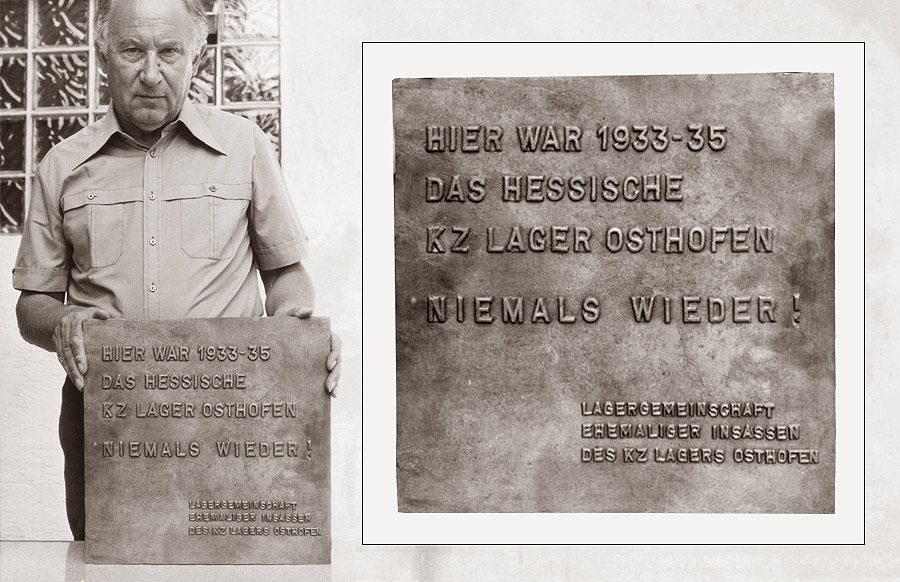 HIER WAR 1933-35
DAS HESSISCHE
KZ LAGER OSTHOFEN
NIEMALS WIEDER!
LAGERGEMEINSCHAFT
EHEMALIGER INSASSEN
DES KZ LAGERS OSTHOFEN
HIER WAR 1933-35
DAS HESSISCHE
KZ LAGER OSTHOFEN
NIEMALS WIEDER!
LAGERGEMEINSCHAFT
EHEMALIGER INSASSEN
DES KZ LAGERS OSTHOFEN